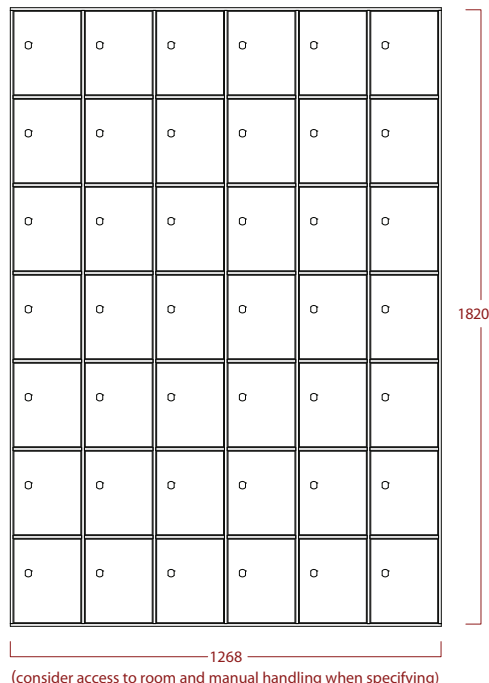 1820
1268
(consider access to room and manual handling when specifying)